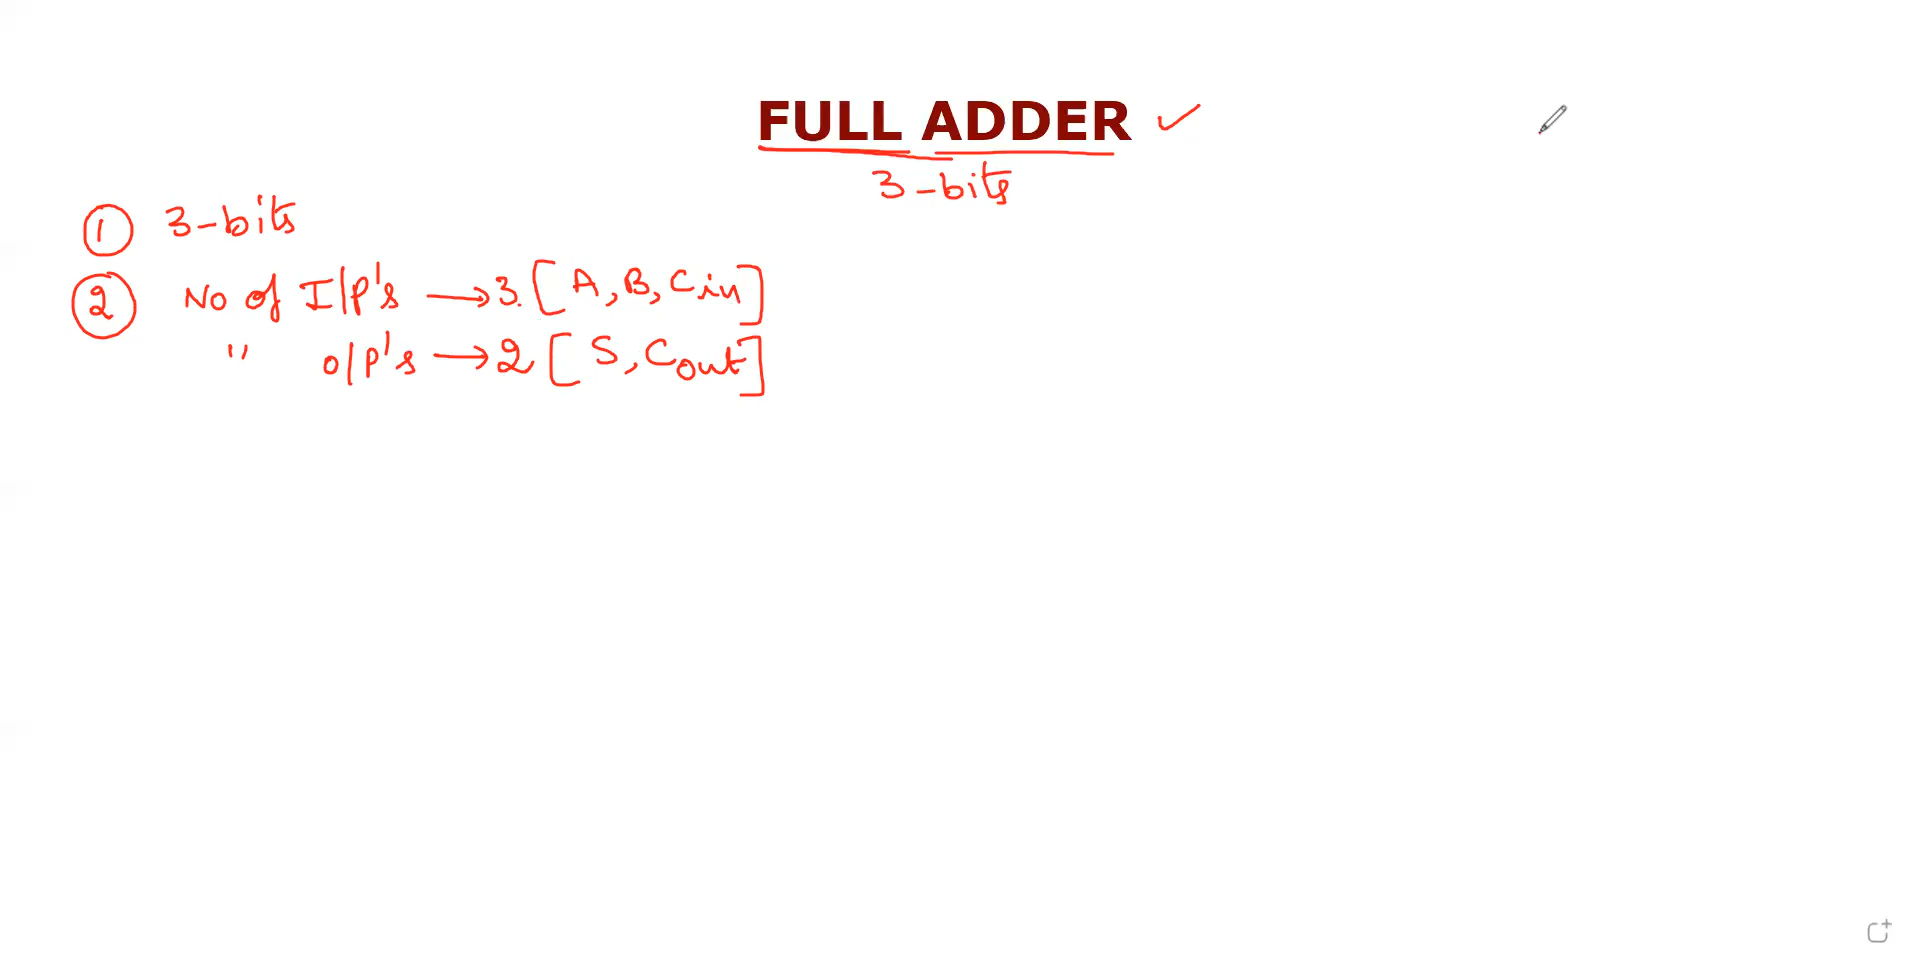 FULL ADDER
3-bits
1 3-bits
2 No of I/P's → 3. [A, B, Cin]
" O/P's → 2 [S, Cout]